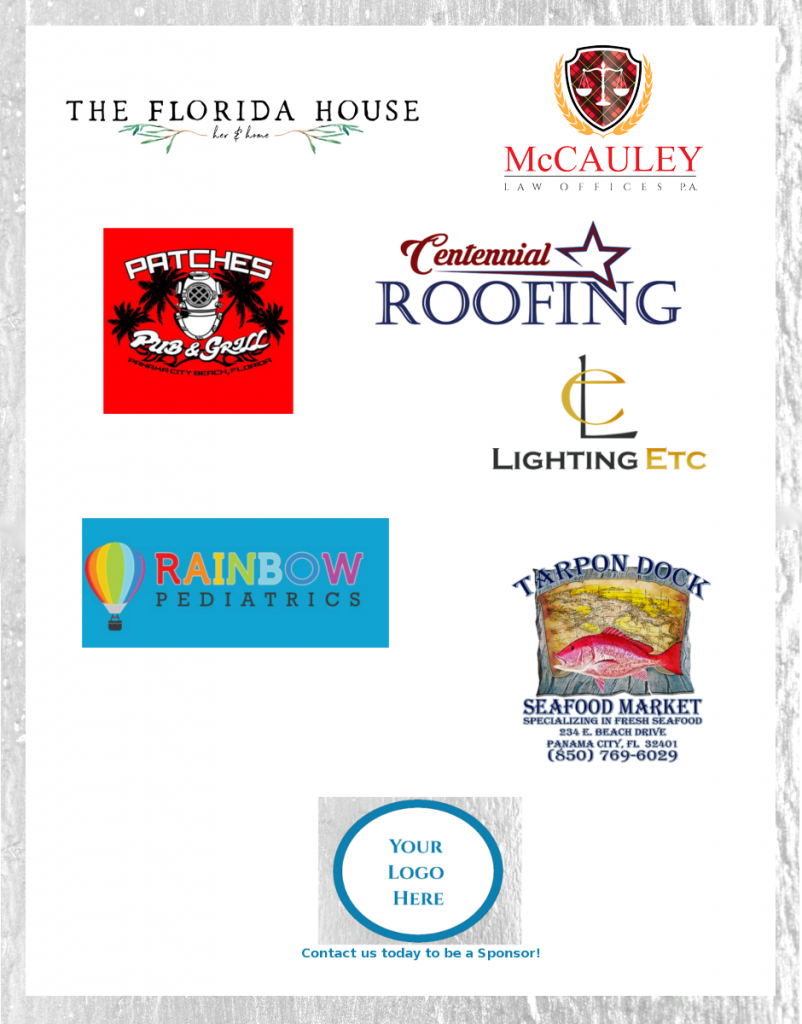 THE FLORIDA HOUSE
her & home
McCAULEY
LAW OFFICES P.A.
PATCHES
PUB & GRILL
PANAMA CITY BEACH, FLORIDA
Centennial
ROOFING
LIGHTING ETC
RAINBOW
PEDIATRICS
TARPON DOCK
SEAFOOD MARKET
SPECIALIZING IN FRESH SEAFOOD
234 E. BEACH DRIVE
PANAMA CITY, FL 32401
(850) 769-6029
YOUR
LOGO
HERE
Contact us today to be a Sponsor!